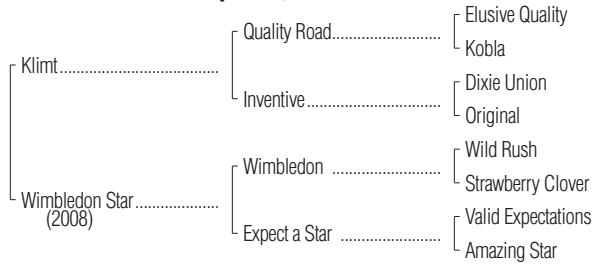 Elusive Quality
Quality Road..................................
Kobla
Klimt.......................................
Dixie Union
Inventive.......................................
Original
Wild Rush
Wimbledon ................................
Strawberry Clover
Wimbledon Star....................
(2008)
Valid Expectations
Expect a Star ..............................
Amazing Star